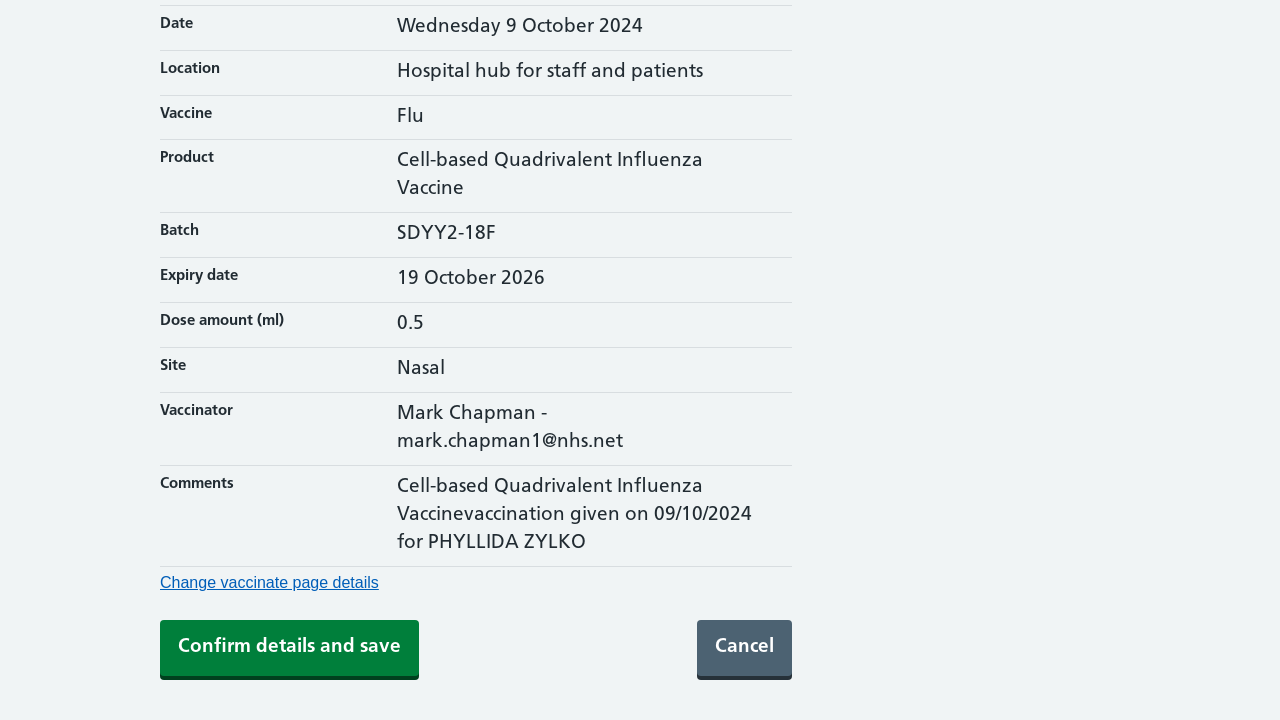 Date
Wednesday 9 October 2024
Location
Hospital hub for staff and patients
Vaccine
Flu
Product
Cell-based Quadrivalent Influenza
Vaccine
Batch
SDYY2-18F
Expiry date
19 October 2026
Dose amount (ml)
0.5
Site
Nasal
Vaccinator
Mark Chapman -
mark.chapman1@nhs.net
Comments
Cell-based Quadrivalent Influenza
Vaccinevaccination given on 09/10/2024
for PHYLLIDA ZYLKO
Change vaccinate page details
Confirm details and save
Cancel